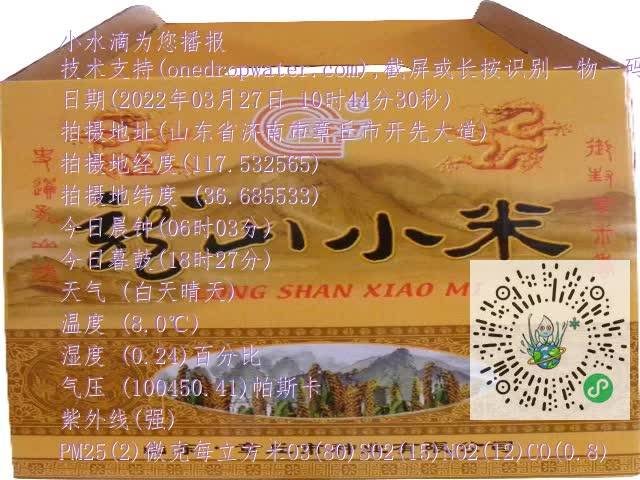 小水滴为您播报
技术支持(onedropwater.com),截屏或长按识别一物一码
日期(2022年03月27日 10时44分30秒)
拍摄地址(山东省济南市章丘市开先大道)
拍摄地经度(117.532565)
拍摄地纬度 (36.685533)
今日晨钟(06时03分)
龙山小米
今日暮鼓(18时27分)
天气 (白天晴天)
LONG SHAN XIAO MI
温度 (8.0℃)
湿度 (0.24)百分比
气压 (100450.41)帕斯卡
紫外线(强)
PM25(2)微克每立方米O3(80)SO2(15)NO2(12)CO(0.8)